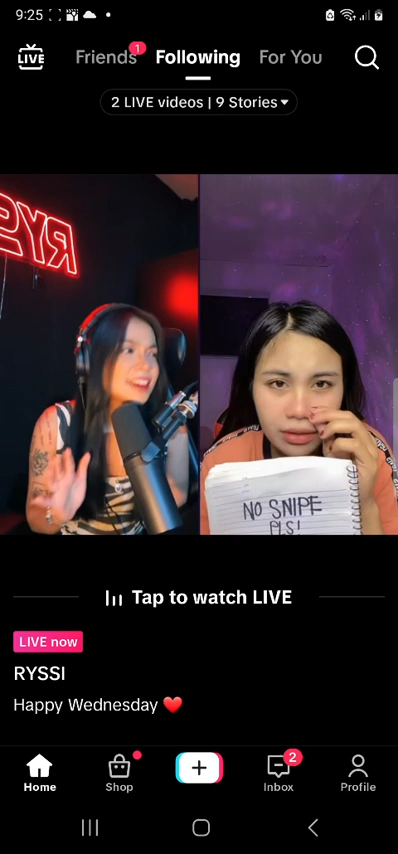 9:25
LIVE
Friends
1
Following
For You
2 LIVE videos | 9 Stories
NO SNIPE
PLS!
Tap to watch LIVE
LIVE now
RYSSI
Happy Wednesday ❤️
Home
Shop
2
Inbox
Profile